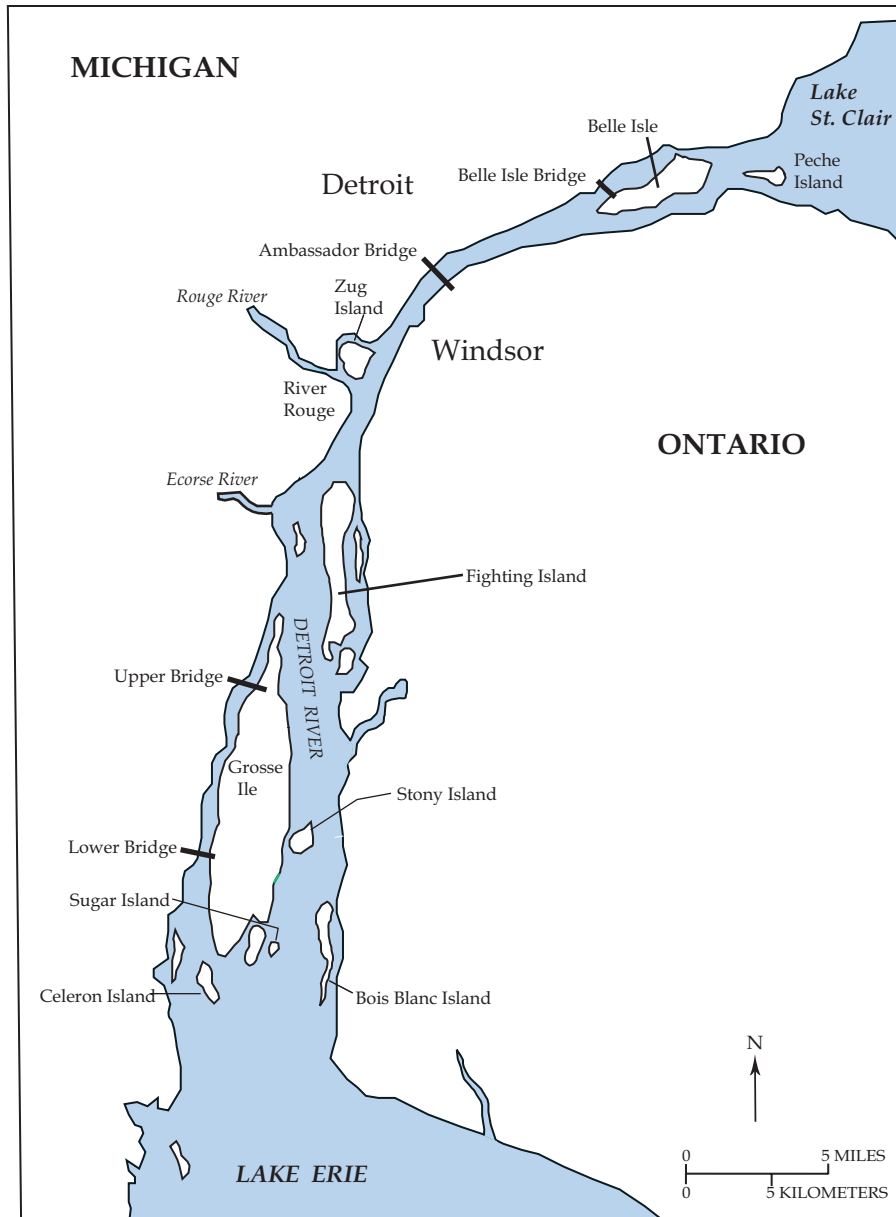 MICHIGAN
Lake
St. Clair
Belle Isle
Peche
Island
Belle Isle Bridge
Detroit
Ambassador Bridge
Zug
Island
Rouge River
Windsor
River
Rouge
ONTARIO
Ecorse River
Fighting Island
DETROIT RIVER
Upper Bridge
Grosse
Ile
Stony Island
Lower Bridge
Sugar Island
Celeron Island
Bois Blanc Island
N
0 5 MILES
0 5 KILOMETERS
LAKE ERIE